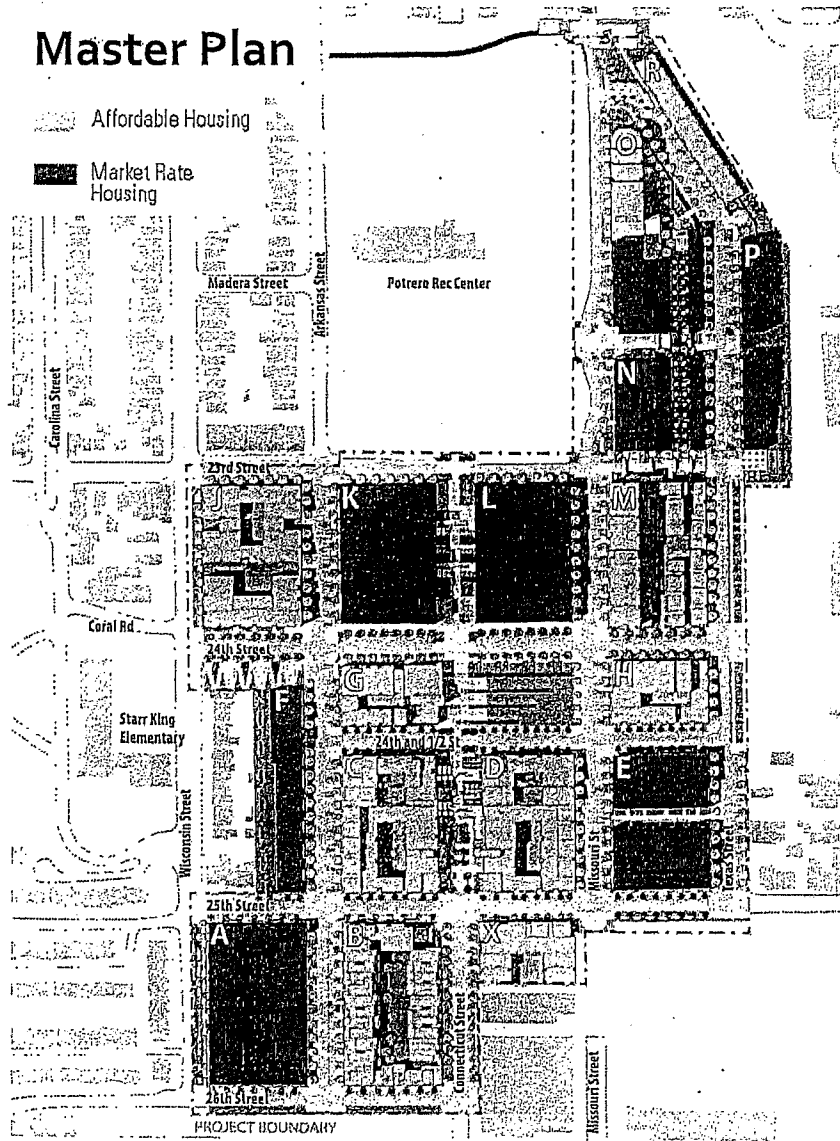 Master Plan
Affordable Housing
Market Rate
Housing
R
O
P
Madera Street
Arkansas Street
Potrero Rec Center
Carolina Street
N
23rd Street
J
K
L
M
Coral Rd
24th Street
G
H
F
Starr King
Elementary
24th and 1/2 St
C
D
E
Wisconsin Street
Missouri St
Texas Street
25th Street
A
B
X
Connecticut Street
Missouri Street
26th Street
PROJECT BOUNDARY